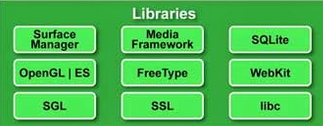 Libraries
Surface
Manager
Media
Framework
SQLite
OpenGL | ES
FreeType
WebKit
SGL
SSL
libc